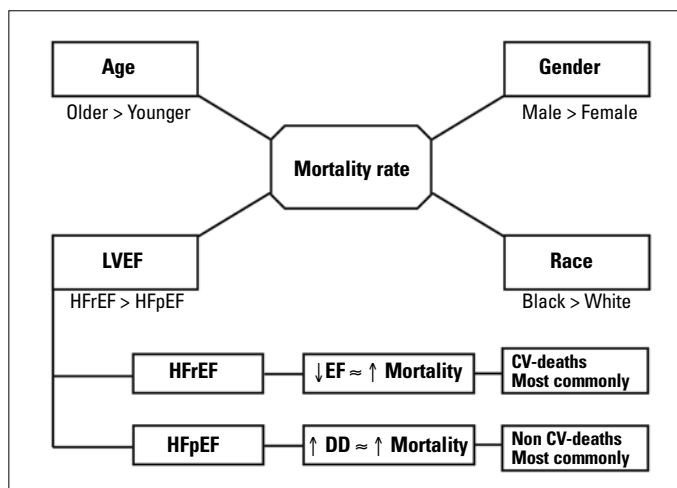 Age
Gender
Older > Younger
Male > Female
Mortality rate
LVEF
Race
HFrEF > HFpEF
Black > White
HFrEF
↓EF ≈ ↑ Mortality
CV-deaths
Most commonly
HFpEF
↑ DD ≈ ↑ Mortality
Non CV-deaths
Most commonly